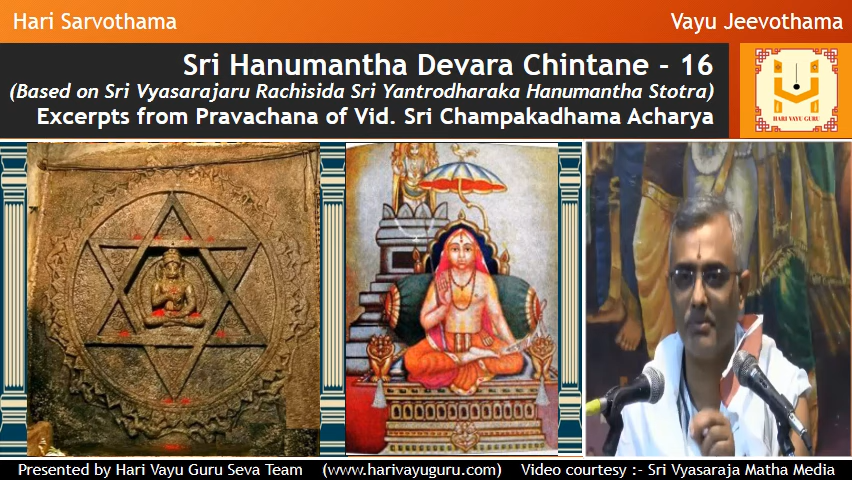 Hari Sarvothama
Vayu Jeevothama
Sri Hanumantha Devara Chintane - 16
(Based on Sri Vyasarajaru Rachisida Sri Yantrodharaka Hanumantha Stotra)
Excerpts from Pravachana of Vid. Sri Champakadhama Acharya
HARI VAYU GURU
Presented by Hari Vayu Guru Seva Team (www.harivayuguru.com) Video courtesy :- Sri Vyasaraja Matha Media